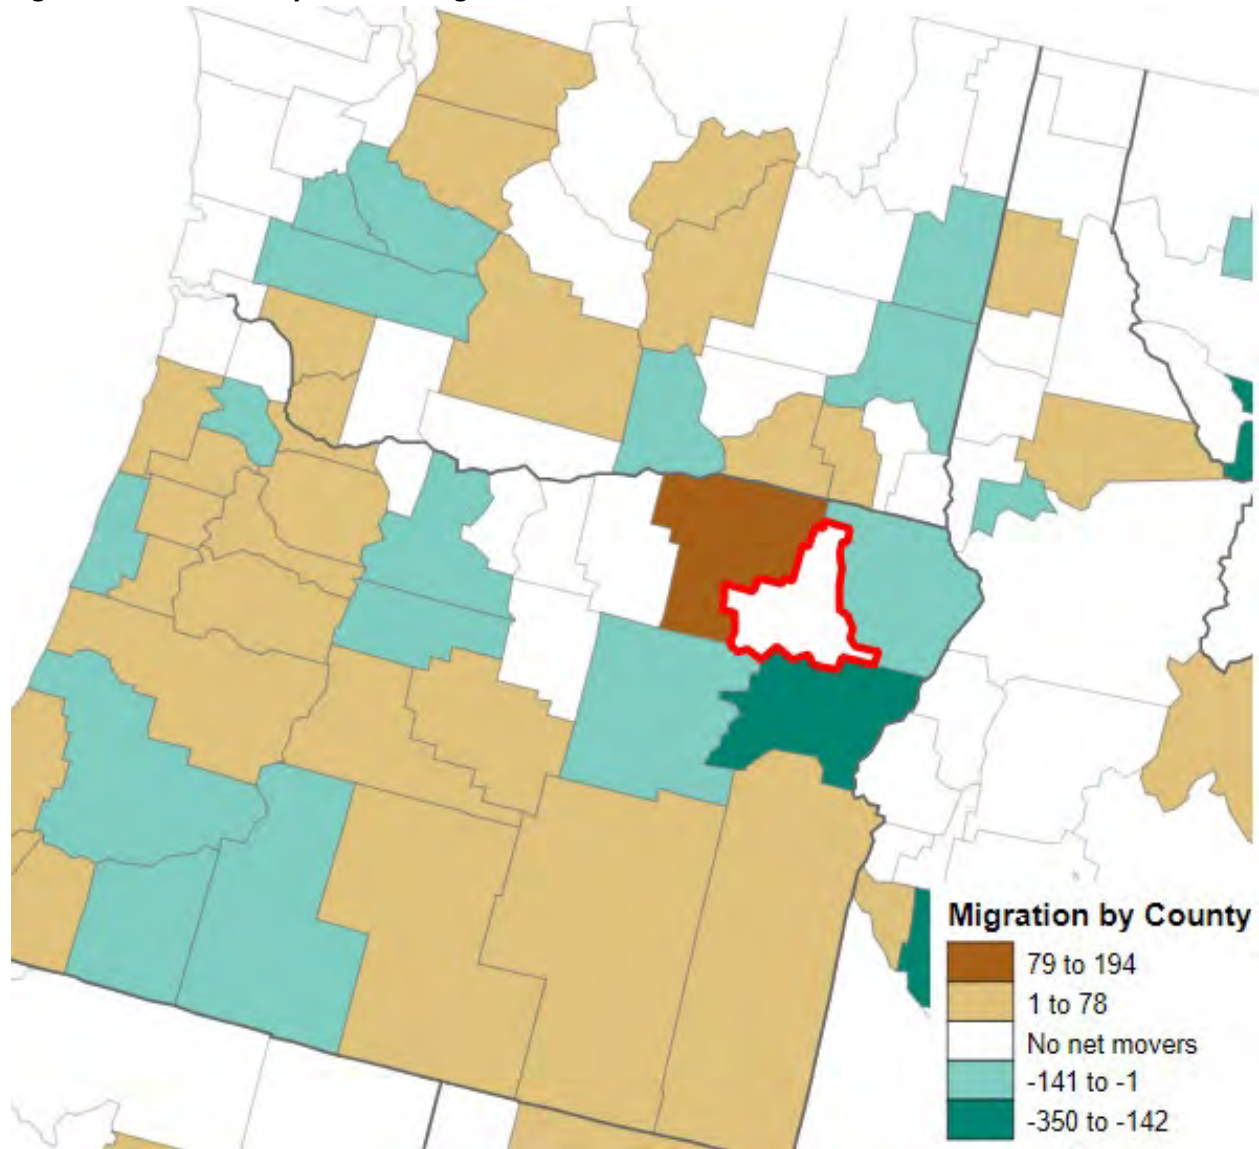 Migration by County
79 to 194
1 to 78
No net movers
-141 to -1
-350 to -142